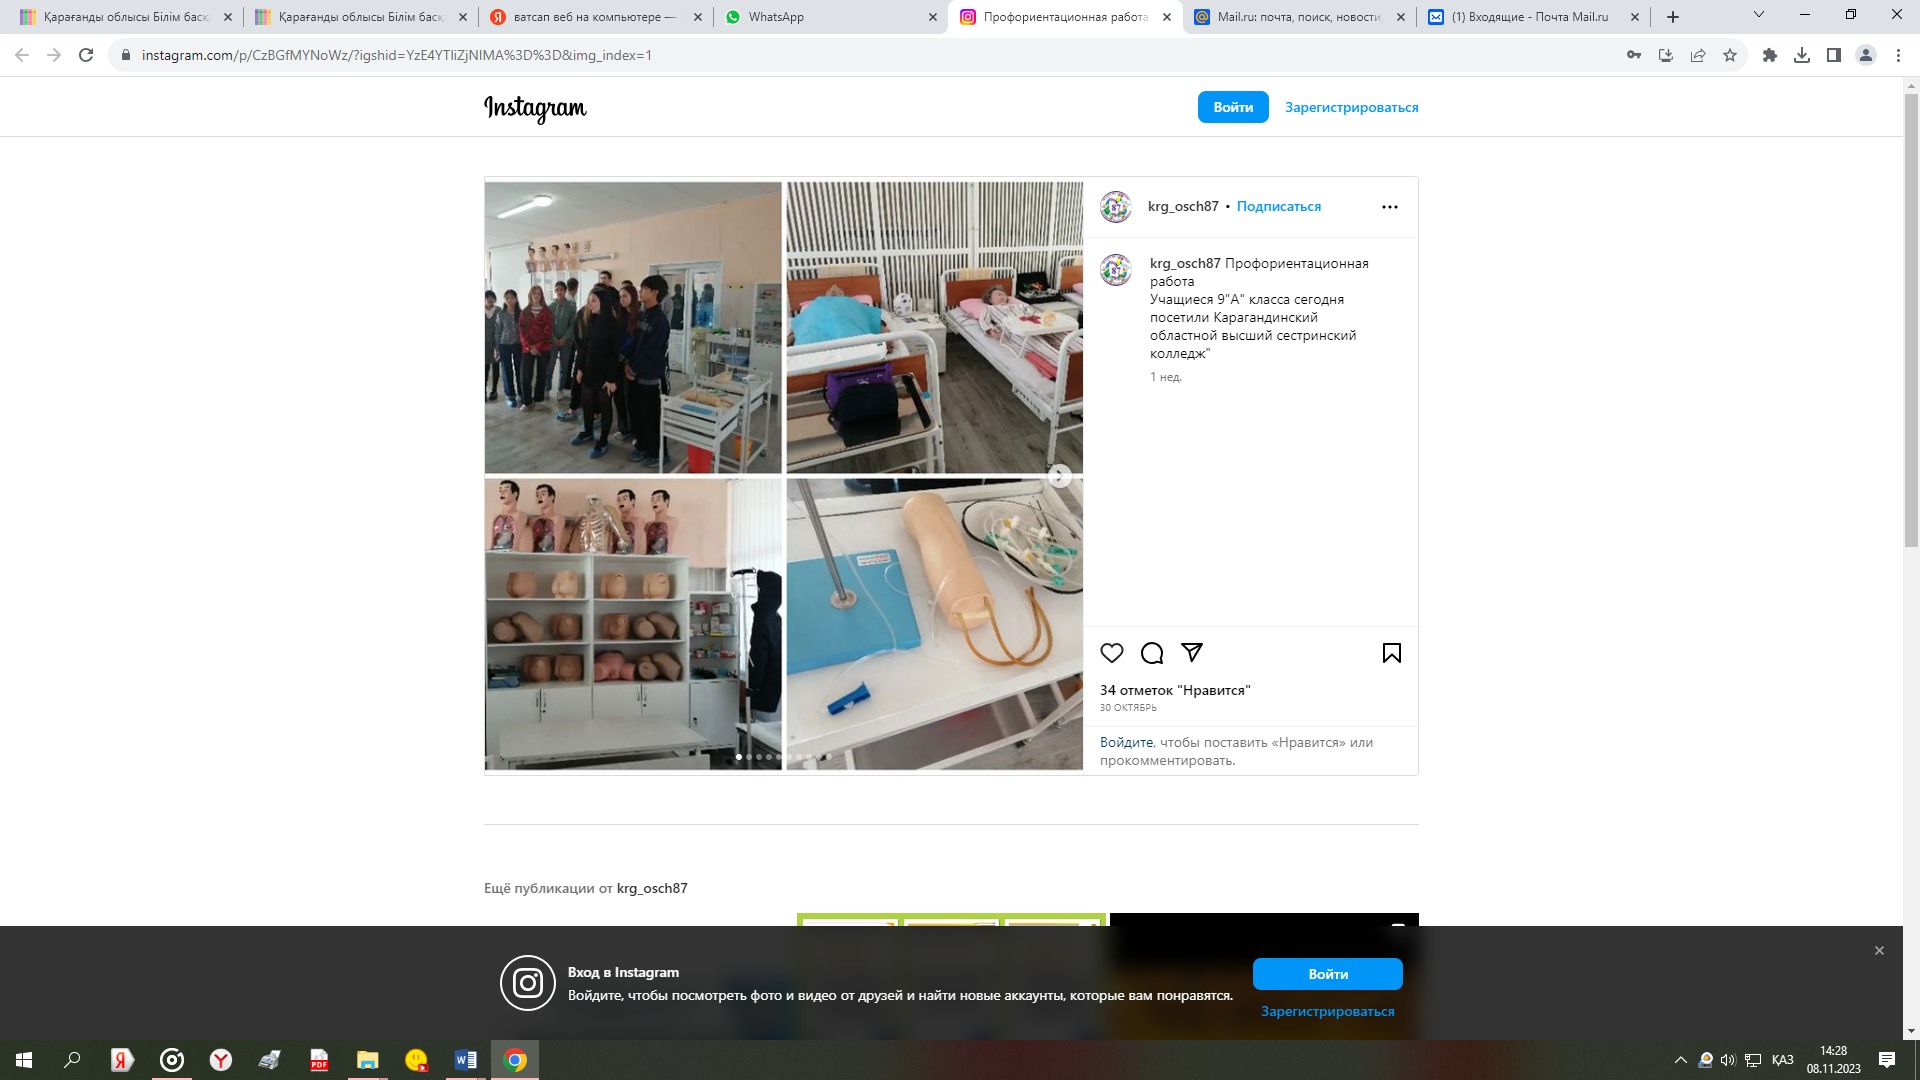 Қарағанды облысы Білім басқ
Қарағанды облысы Білім басқ
ватсап веб на компьютере —
WhatsApp
Профориентационная работа
Mail.ru: почта, поиск, новости,
(1) Входящие - Почта Mail.ru
instagram.com/p/CzBGfMYNoWz/?igshid=YzE4YTliZjNlMA%3D%3D&img_index=1
Instagram
Войти
Зарегистрироваться
krg_osch87 • Подписаться
krg_osch87 Профориентационная
работа
Учащиеся 9"А" класса сегодня
посетили Карагандинский
областной высший сестринский
колледж"
1 нед.
34 отметок "Нравится"
30 ОКТЯБРЬ
Войдите, чтобы поставить «Нравится» или
прокомментировать.
Ещё публикации от krg_osch87
Вход в Instagram
Войдите, чтобы посмотреть фото и видео от друзей и найти новые аккаунты, которые вам понравятся.
Войти
Зарегистрироваться
ҚАЗ
14:28
08.11.2023